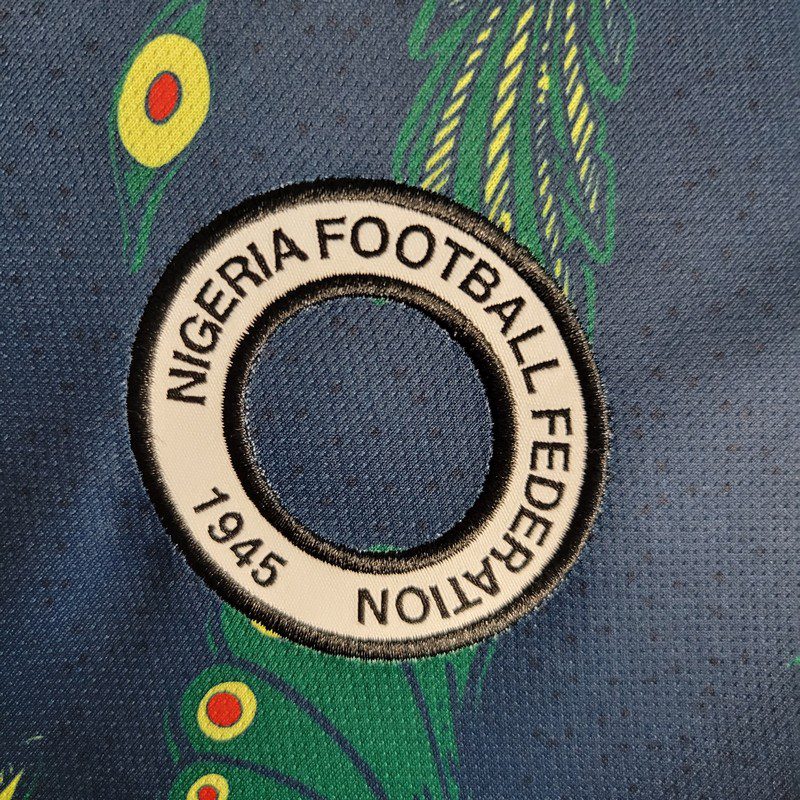 NIGERIA FOOTBALL FEDERATION
1945